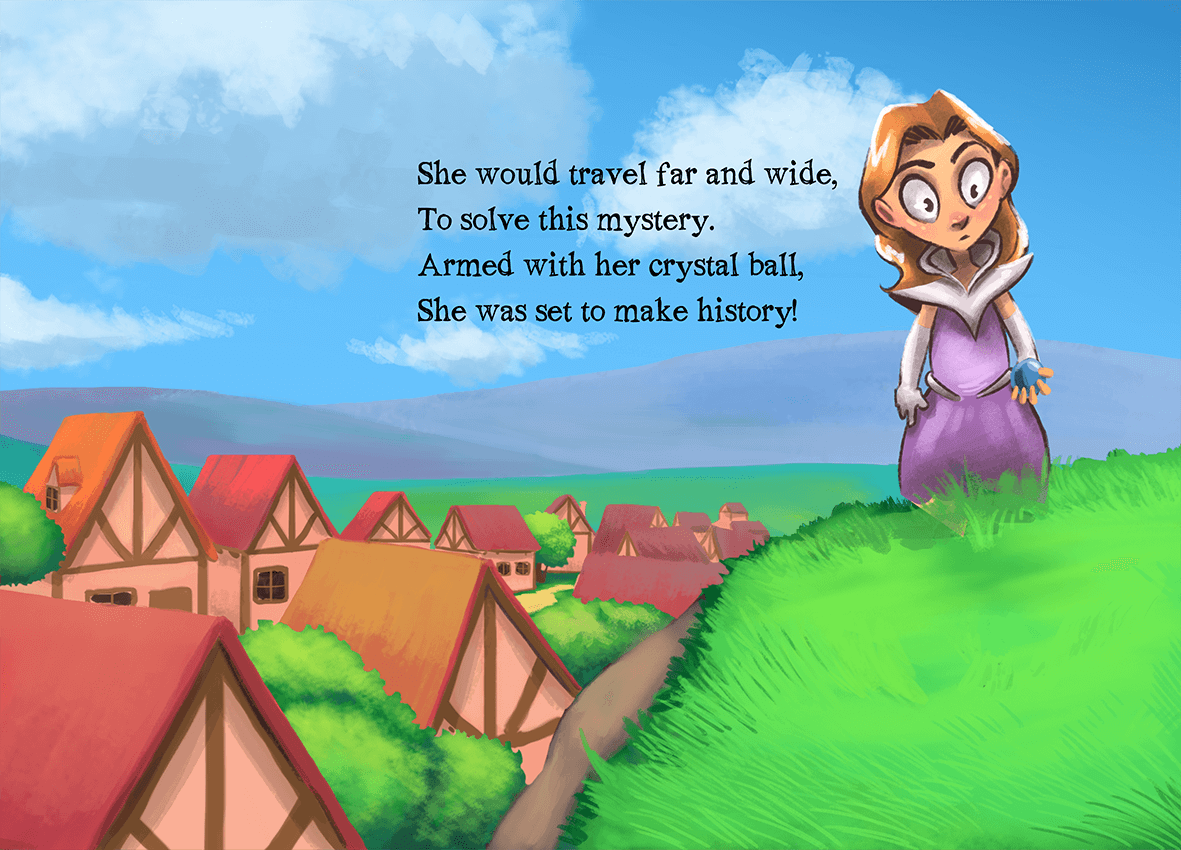 She would travel far and wide,
To solve this mystery.
Armed with her crystal ball,
She was set to make history!